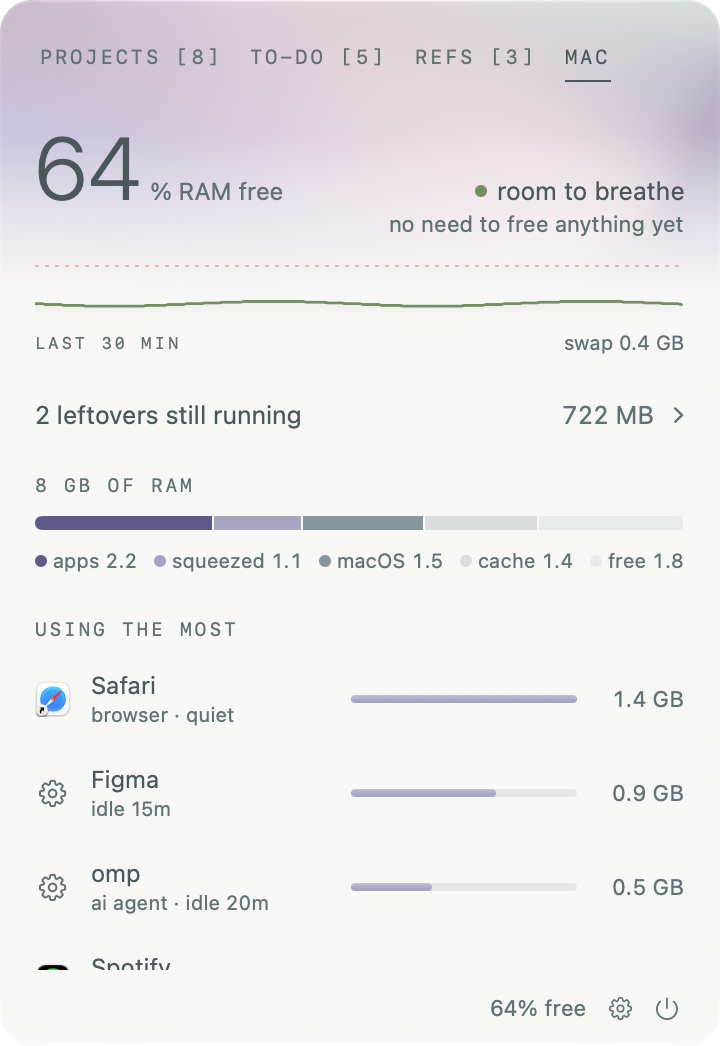 PROJECTS [8] TO-DO [5] REFS [3] MAC
64 % RAM free
room to breathe
no need to free anything yet
LAST 30 MIN
swap 0.4 GB
2 leftovers still running 722 MB
8 GB OF RAM
apps 2.2 squeezed 1.1 macOS 1.5 cache 1.4 free 1.8
USING THE MOST
Safari
browser · quiet
1.4 GB
Figma
idle 15m
0.9 GB
omp
ai agent · idle 20m
0.5 GB
Spotify
64% free